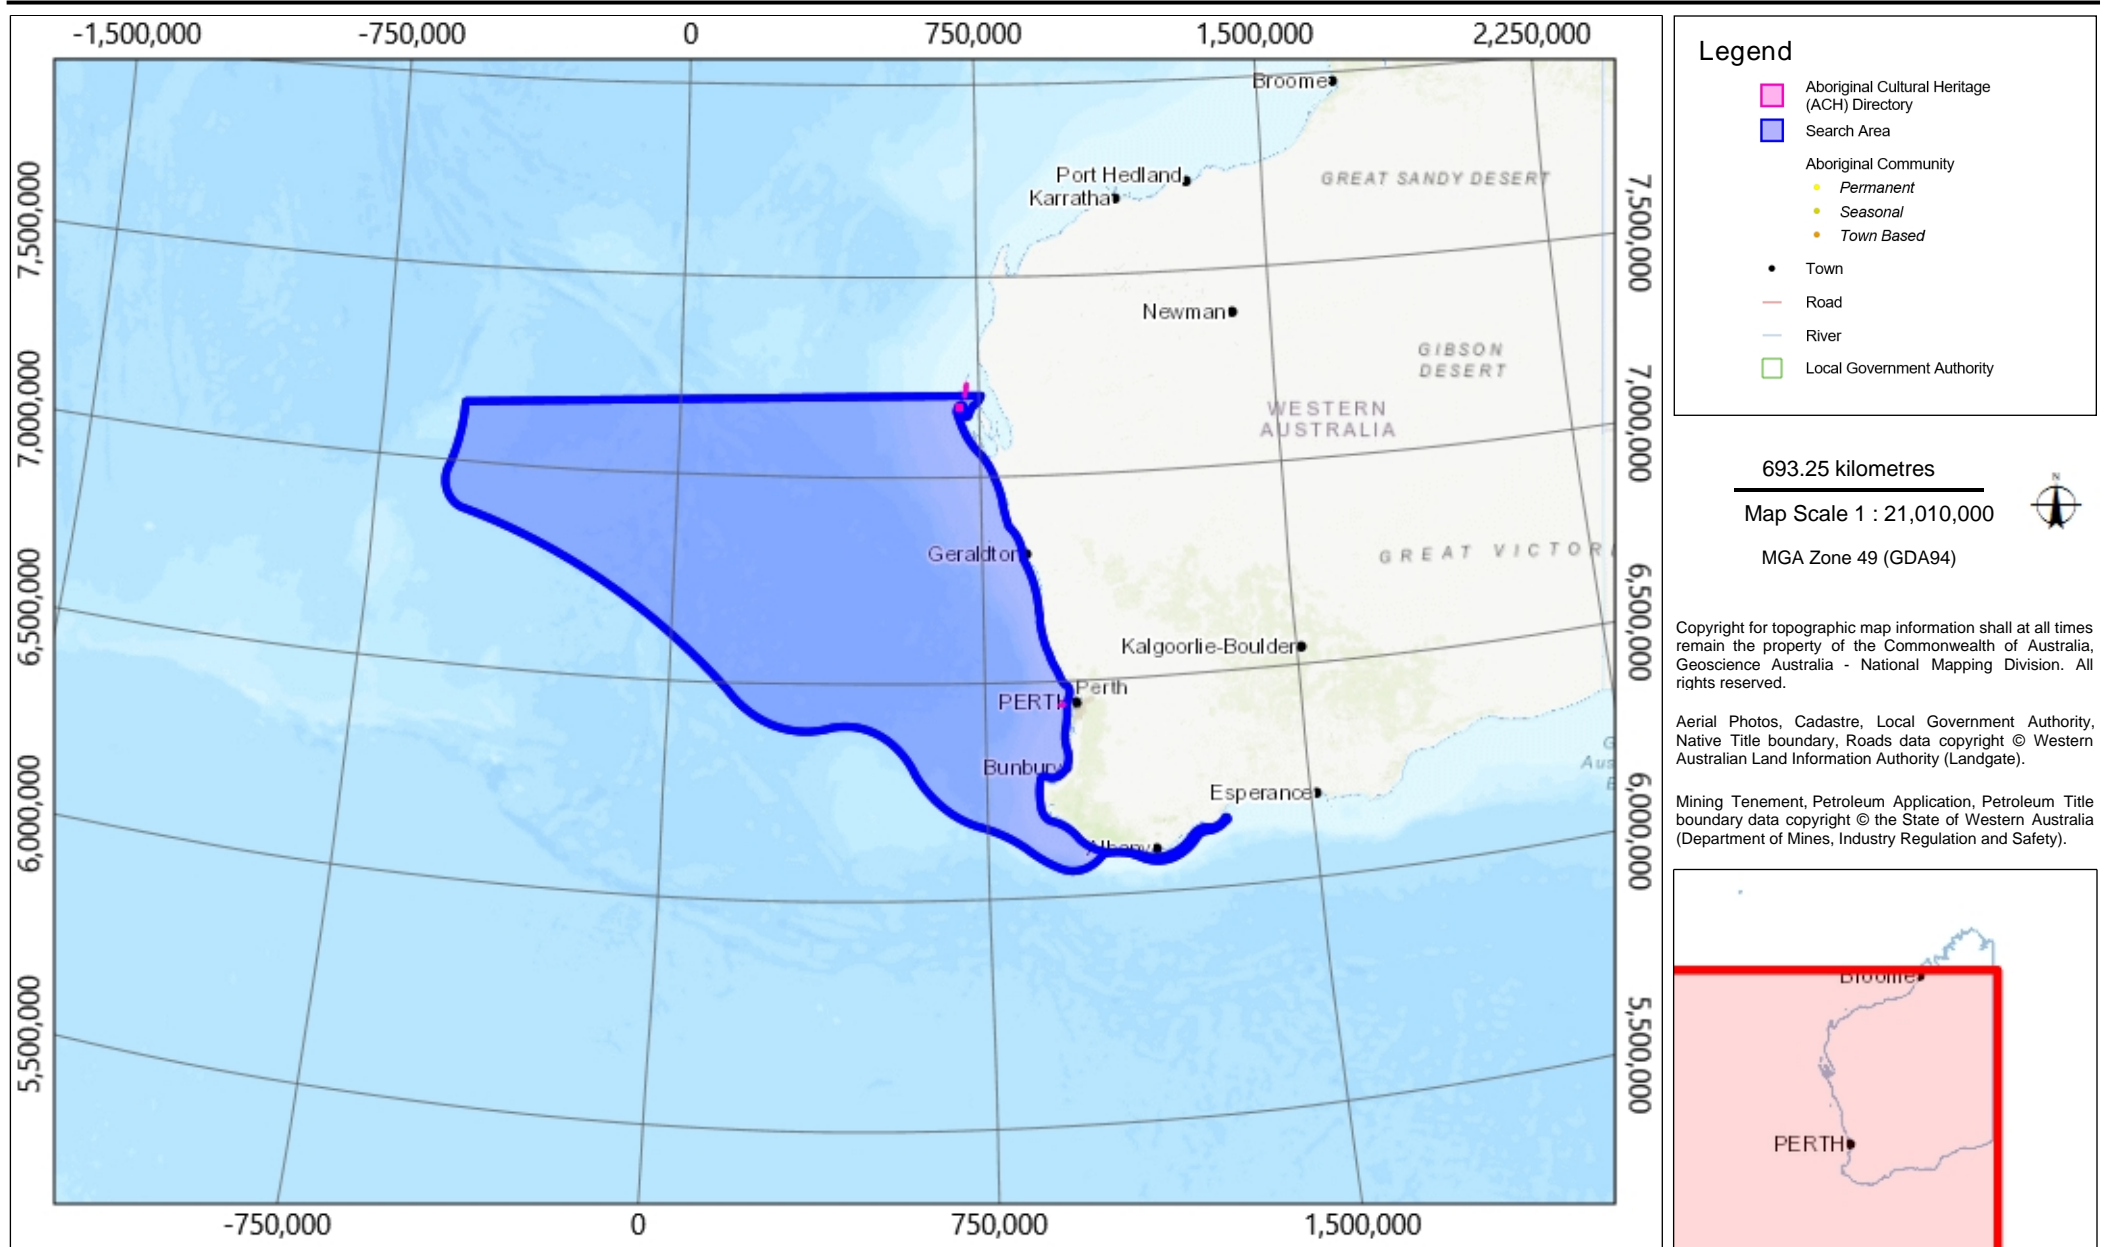 -1,500,000
-750,000
0
750,000
1,500,000
2,250,000
7,500,000
7,000,000
6,500,000
6,000,000
5,500,000
Broome
Port Hedland
Karratha
GREAT SANDY DESERT
Newman
GIBSON
DESERT
WESTERN
AUSTRALIA
Geraldton
GREAT VICTORI
Kalgoorlie-Boulder
Perth
PERTH
Bunbury
Esperance
Albany
G
Aus
B
7,500,000
7,000,000
6,500,000
6,000,000
5,500,000
-750,000
0
750,000
1,500,000
Legend
Aboriginal Cultural Heritage
(ACH) Directory
Search Area
Aboriginal Community
Permanent
Seasonal
Town Based
Town
Road
River
Local Government Authority
693.25 kilometres
N
Map Scale 1 : 21,010,000
MGA Zone 49 (GDA94)
Copyright for topographic map information shall at all times
remain the property of the Commonwealth of Australia,
Geoscience Australia - National Mapping Division. All
rights reserved.
Aerial Photos, Cadastre, Local Government Authority,
Native Title boundary, Roads data copyright © Western
Australian Land Information Authority (Landgate).
Mining Tenement, Petroleum Application, Petroleum Title
boundary data copyright © the State of Western Australia
(Department of Mines, Industry Regulation and Safety).
Broome
PERTH